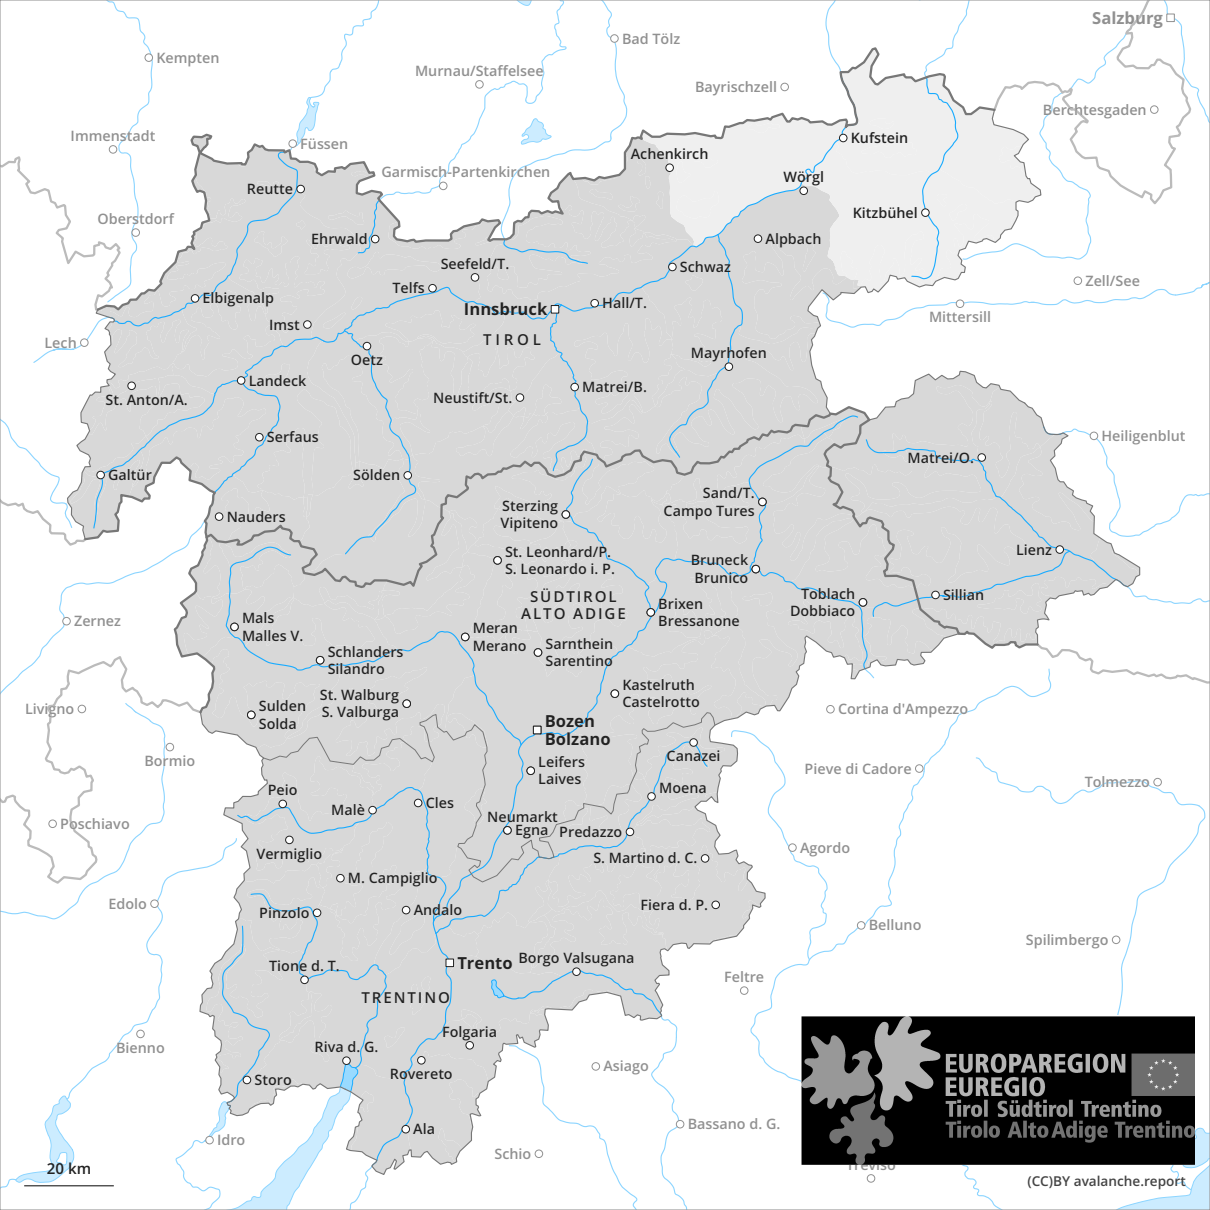 Salzburg
Bad Tölz
Kempten
Murnau/Staffelsee
Bayrischzell
Berchtesgaden
Immenstadt
Füssen
Kufstein
Achenkirch
Garmisch-Partenkirchen
Wörgl
Reutte
Oberstdorf
Kitzbühel
Ehrwald
Alpbach
Seefeld/T.
Schwaz
Zell/See
Telfs
Elbigenalp
Hall/T.
Innsbruck
Mittersill
Imst
TIROL
Lech
Oetz
Mayrhofen
Landeck
Matrei/B.
St. Anton/A.
Neustift/St.
Serfaus
Heiligenblut
Matrei/O.
Galtür
Sölden
Sand/T.
Campo Tures
Sterzing
Vipiteno
Nauders
St. Leonhard/P.
S. Leonardo i. P.
Lienz
Bruneck
Brunico
SÜDTIROL
ALTO ADIGE
Toblach
Dobbiaco
Sillian
Brixen
Bressanone
Zernez
Mals
Malles V.
Meran
Merano
Sarnthein
Sarentino
Schlanders
Silandro
Kastelruth
Castelrotto
St. Walburg
S. Valburga
Sulden
Solda
Livigno
Cortina d'Ampezzo
Bozen
Bolzano
Bormio
Canazei
Leifers
Laives
Pieve di Cadore
Tolmezzo
Peio
Moena
Malè
Cles
Neumarkt
Egna
Predazzo
Poschiavo
Vermiglio
S. Martino d. C.
Agordo
M. Campiglio
Edolo
Pinzolo
Andalo
Fiera d. P.
Belluno
Spilimbergo
Trento
Borgo Valsugana
Tione d. T.
Feltre
TRENTINO
Folgaria
Bienno
Riva d. G.
Rovereto
Asiago
Storo
EUROPAREGION
EUREGIO
Tirol Südtirol Trentino
Tirolo Alto Adige Trentino
Ala
Bassano d. G.
Idro
Schio
Treviso
20 km
(CC)BY avalanche.report